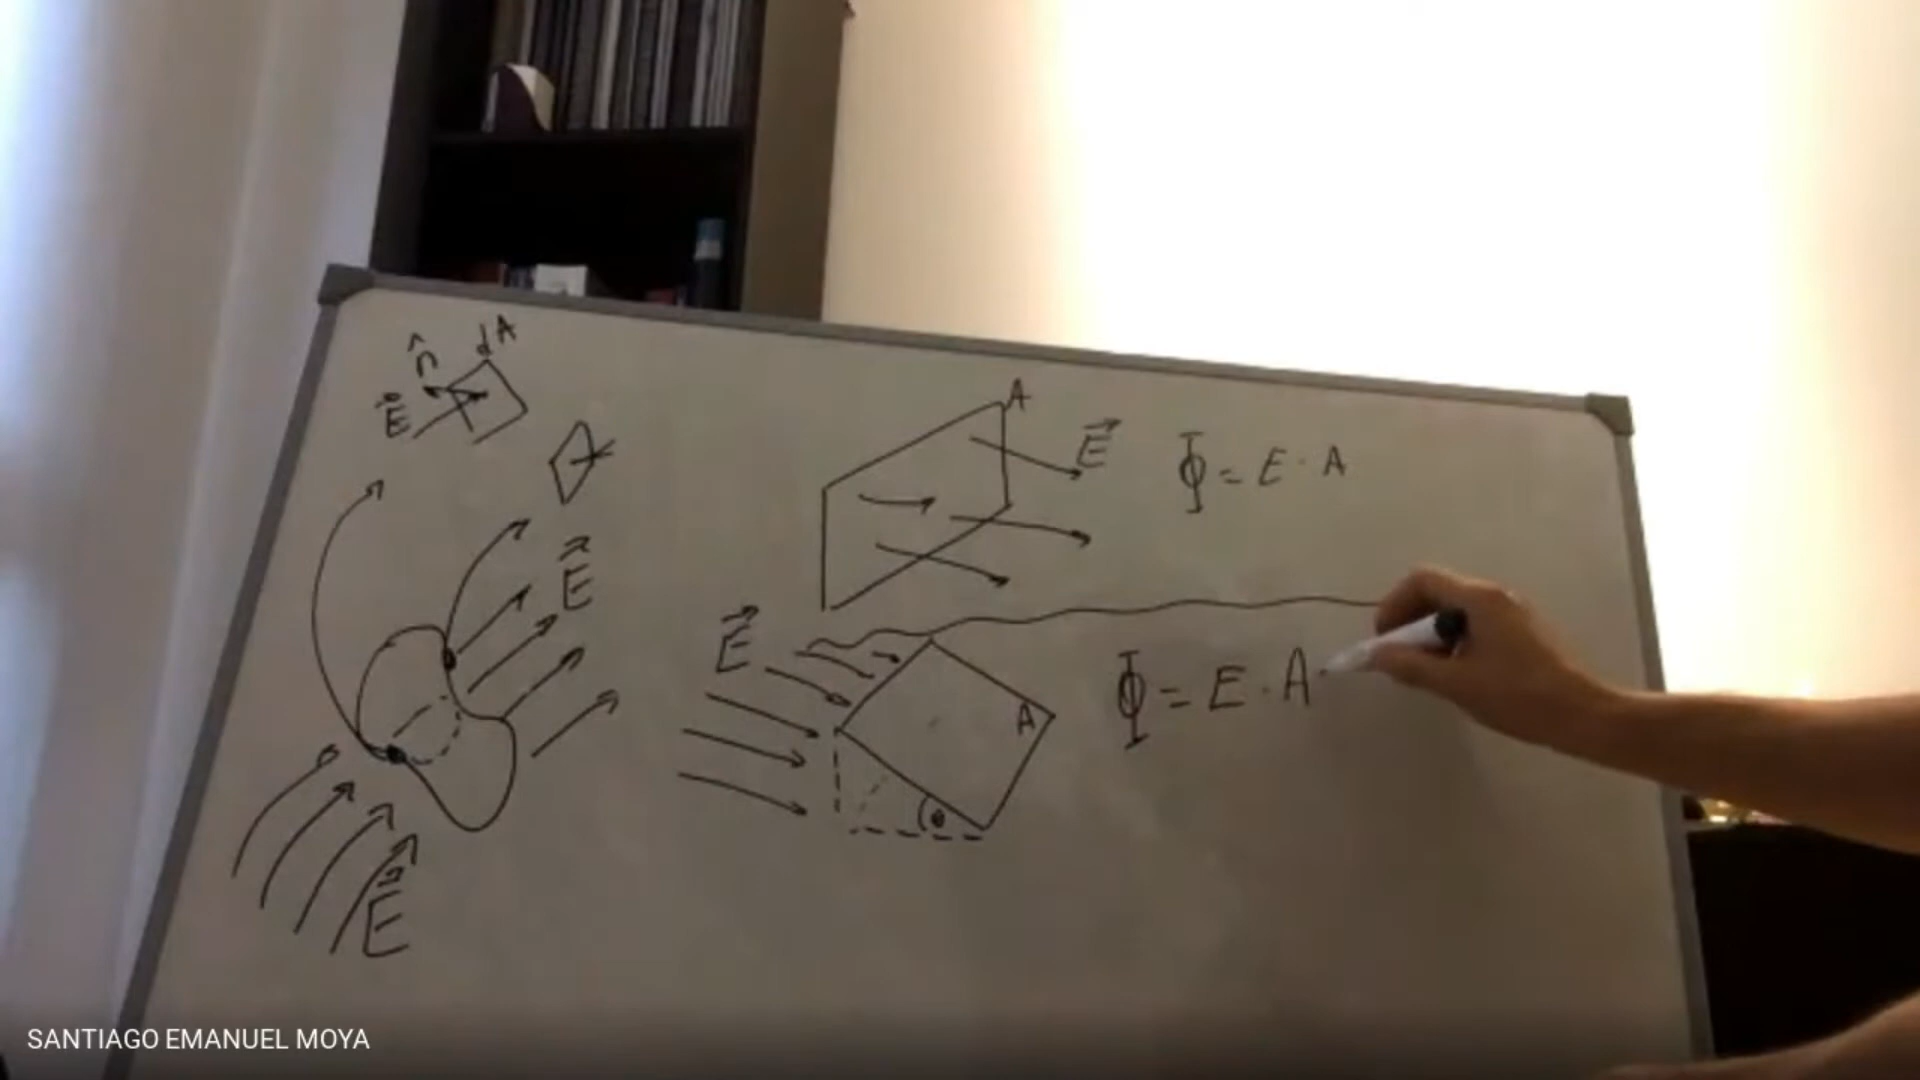 n̂ dA
E⃗
A
E⃗
Φ = E · A
E⃗
E⃗
Φ = E · A ·
A
θ
E⃗
SANTIAGO EMANUEL MOYA